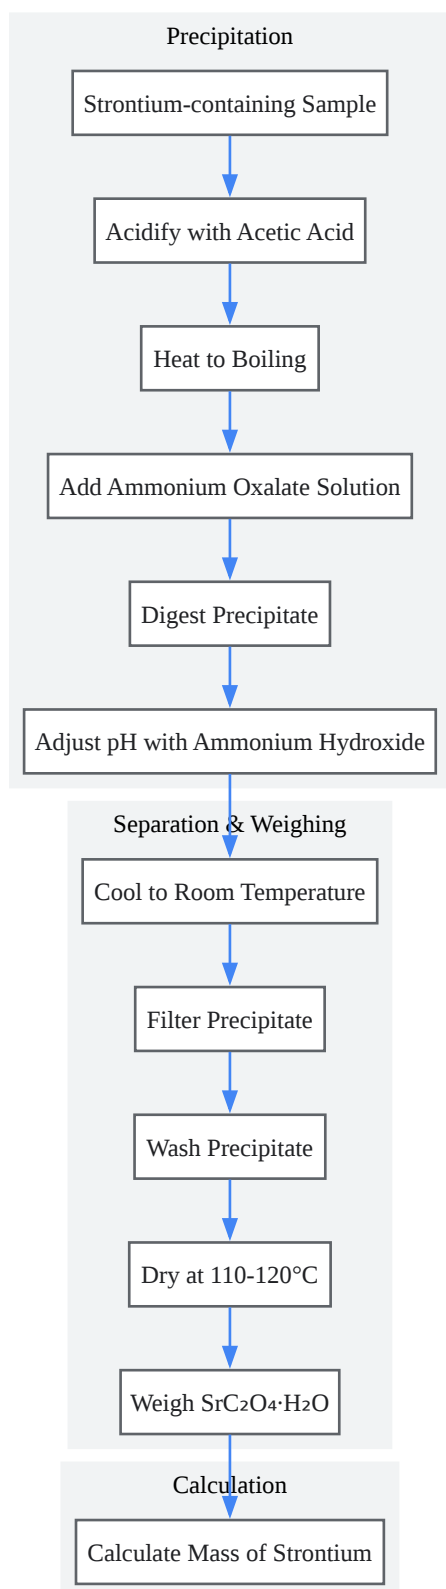 Precipitation
Strontium-containing Sample
Acidify with Acetic Acid
Heat to Boiling
Add Ammonium Oxalate Solution
Digest Precipitate
Adjust pH with Ammonium Hydroxide
Separation & Weighing
Cool to Room Temperature
Filter Precipitate
Wash Precipitate
Dry at 110-120°C
Weigh SrC₂O₄·H₂O
Calculation
Calculate Mass of Strontium